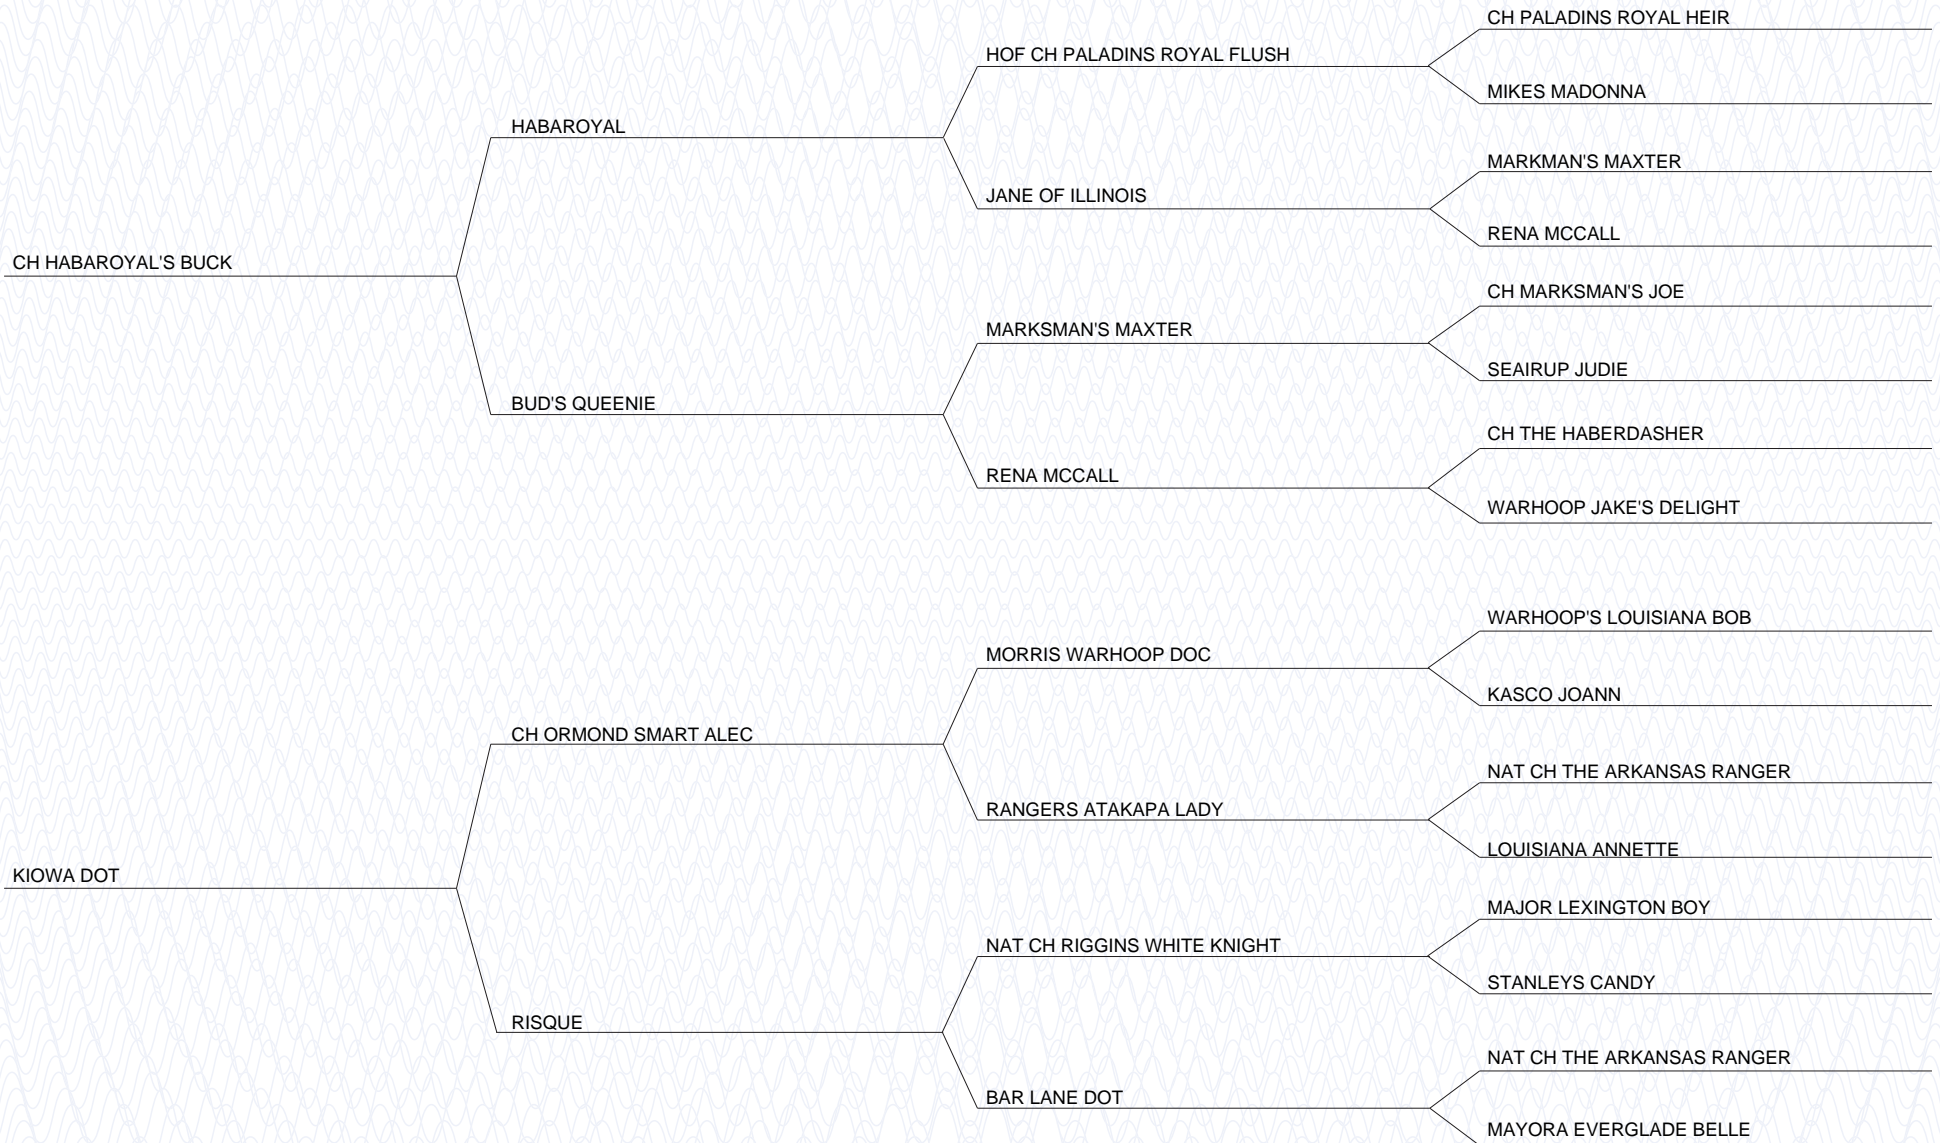 CH PALADINS ROYAL HEIR
HOF CH PALADINS ROYAL FLUSH
MIKES MADONNA
HABAROYAL
MARKMAN'S MAXTER
JANE OF ILLINOIS
RENA MCCALL
CH HABAROYAL'S BUCK
CH MARKSMAN'S JOE
MARKSMAN'S MAXTER
SEAIRUP JUDIE
BUD'S QUEENIE
CH THE HABERDASHER
RENA MCCALL
WARHOOP JAKE'S DELIGHT
WARHOOP'S LOUISIANA BOB
MORRIS WARHOOP DOC
KASCO JOANN
CH ORMOND SMART ALEC
NAT CH THE ARKANSAS RANGER
RANGERS ATAKAPA LADY
LOUISIANA ANNETTE
KIOWA DOT
MAJOR LEXINGTON BOY
NAT CH RIGGINS WHITE KNIGHT
STANLEYS CANDY
RISQUE
NAT CH THE ARKANSAS RANGER
BAR LANE DOT
MAYORA EVERGLADE BELLE